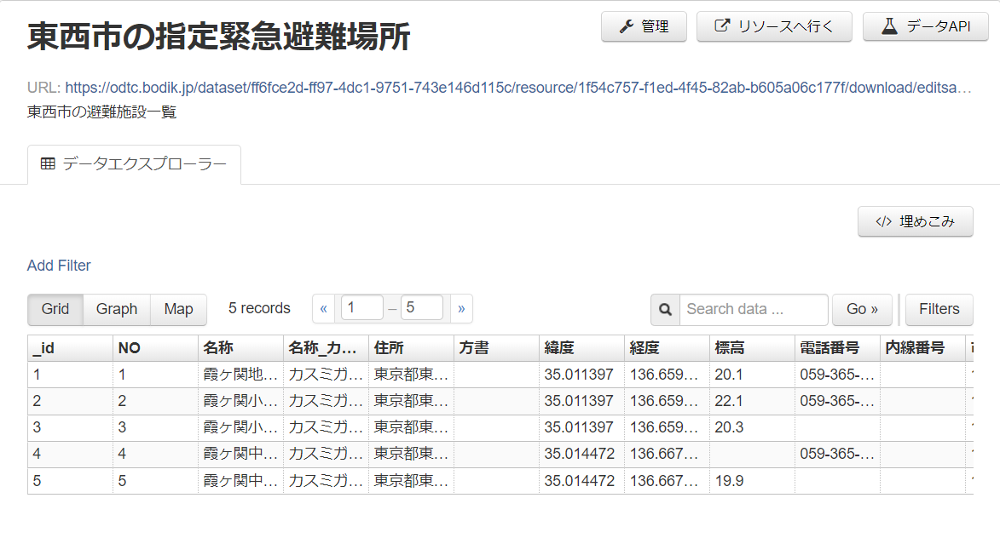 東西市の指定緊急避難場所
管理 リソースへ行く データAPI
URL: https://odtc.bodik.jp/dataset/ff6fce2d-ff97-4dc1-9751-743e146d115c/resource/1f54c757-f1ed-4f45-82ab-b605a06c177f/download/editsa…
東西市の避難施設一覧
データエクスプローラー
</> 埋めこみ
Add Filter
Grid Graph Map 5 records « 1 – 5 » Search data ... Go » Filters
_id NO 名称 名称_カ… 住所 方書 緯度 経度 標高 電話番号 内線番号
1 1 霞ヶ関地… カスミガ… 東京都東… 35.011397 136.659… 20.1 059-365-…
2 2 霞ヶ関小… カスミガ… 東京都東… 35.011397 136.659… 22.1 059-365-…
3 3 霞ヶ関小… カスミガ… 東京都東… 35.011397 136.659… 20.3
4 4 霞ヶ関中… カスミガ… 東京都東… 35.014472 136.667… 059-365-…
5 5 霞ヶ関中… カスミガ… 東京都東… 35.014472 136.667… 19.9